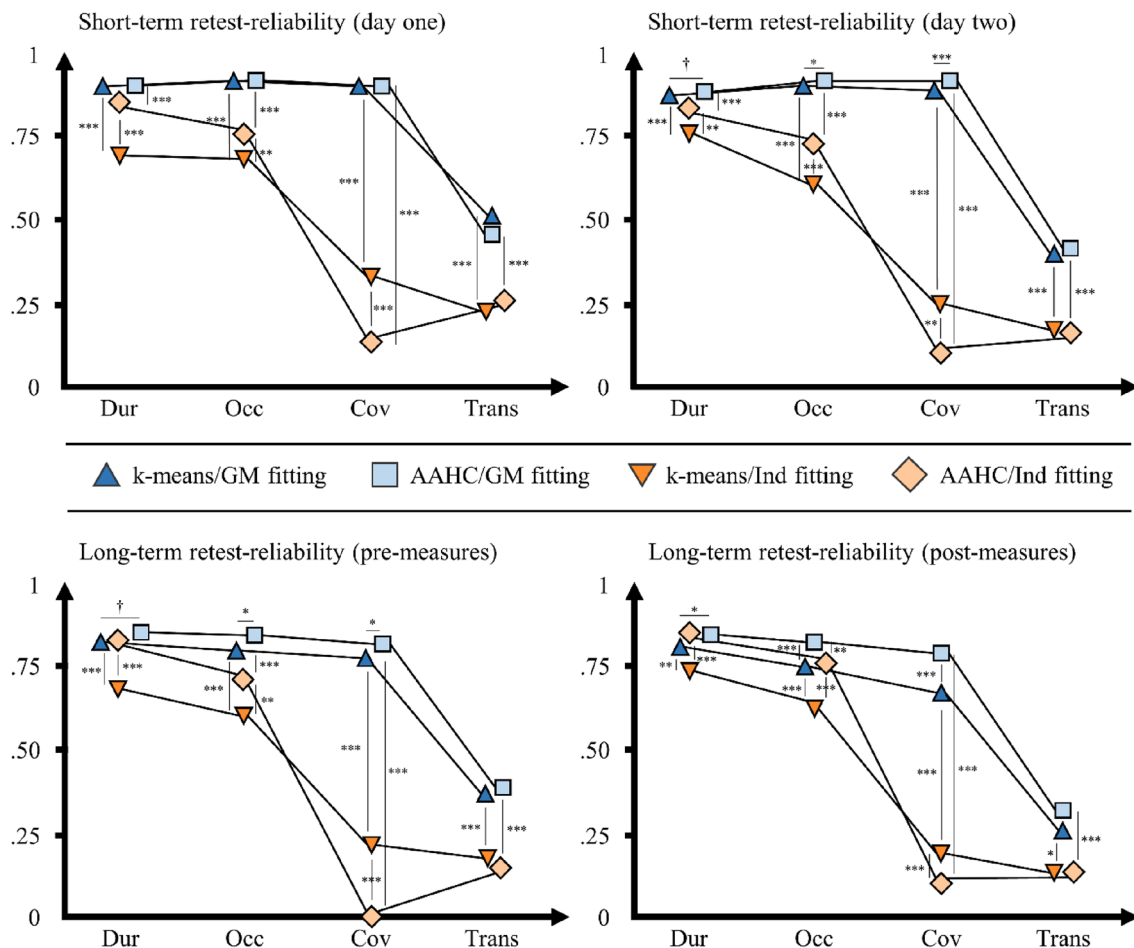 Short-term retest-reliability (day one)
1
.75
.50
.25
0
*** *** *** *** *** ** *** *** *** *** ***
Dur Occ Cov Trans
Short-term retest-reliability (day two)
1
.75
.50
.25
0
† * *** *** *** ** *** *** *** *** *** ** *** ***
Dur Occ Cov Trans
k-means/GM fitting AAHC/GM fitting k-means/Ind fitting AAHC/Ind fitting
Long-term retest-reliability (pre-measures)
1
.75
.50
.25
0
† * * *** *** *** *** ** *** *** *** *** ***
Dur Occ Cov Trans
Long-term retest-reliability (post-measures)
1
.75
.50
.25
0
* ** *** *** ** *** *** *** *** *** *** * ***
Dur Occ Cov Trans